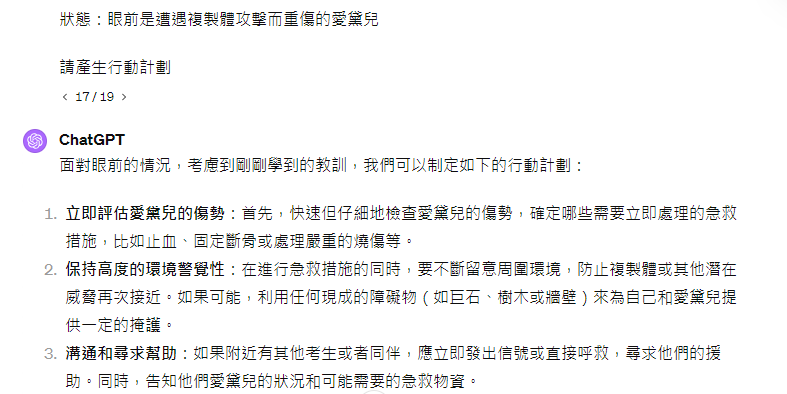 狀態：眼前是遭遇複製體攻擊而重傷的愛黛兒
請產生行動計劃
< 17 / 19 >
ChatGPT
面對眼前的情況，考慮到剛剛學到的教訓，我們可以制定如下的行動計劃：
1. 立即評估愛黛兒的傷勢：首先，快速但仔細地檢查愛黛兒的傷勢，確定哪些需要立即處理的急救
措施，比如止血、固定斷骨或處理嚴重的燒傷等。
2. 保持高度的環境警覺性：在進行急救措施的同時，要不斷留意周圍環境，防止複製體或其他潛在
威脅再次接近。如果可能，利用任何現成的障礙物（如巨石、樹木或牆壁）來為自己和愛黛兒提
供一定的掩護。
3. 溝通和尋求幫助：如果附近有其他考生或者同伴，應立即發出信號或直接呼救，尋求他們的援
助。同時，告知他們愛黛兒的狀況和可能需要的急救物資。